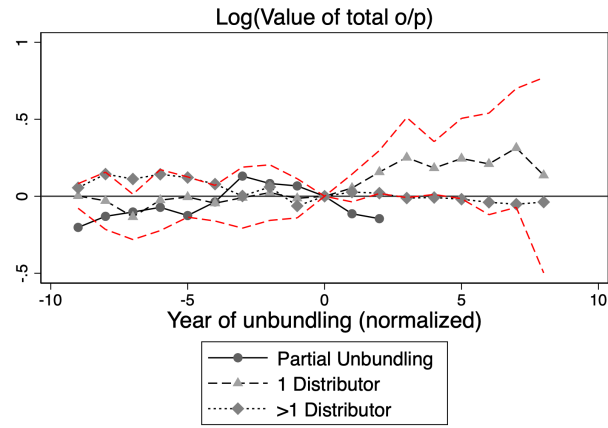 Log(Value of total o/p)
1
.5
0
-.5
-10 -5 0 5 10
Year of unbundling (normalized)
Partial Unbundling
1 Distributor
>1 Distributor